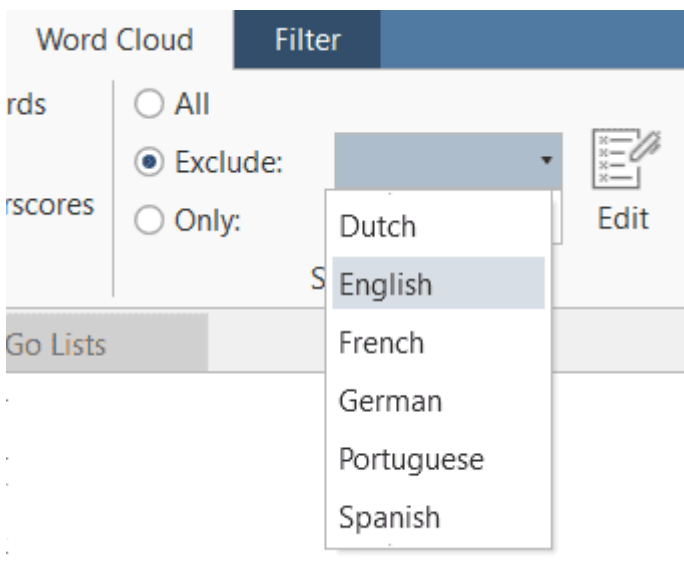 Word Cloud Filter
rds All
Exclude:
rscores Only: Edit
Dutch
S
English
Go Lists
French
German
Portuguese
Spanish